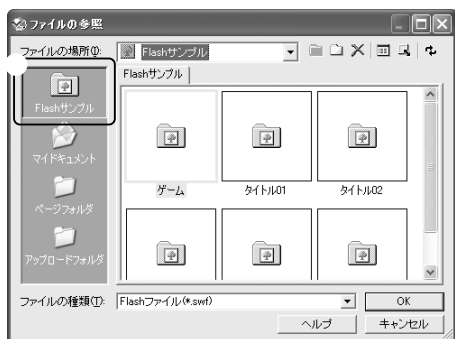 ファイルの参照
ファイルの場所(I): Flashサンプル
Flashサンプル
Flashサンプル
マイドキュメント
ページフォルダ
アップロードフォルダ
ゲーム タイトル01 タイトル02
ファイルの種類(T): Flashファイル(*.swf) OK
ヘルプ キャンセル